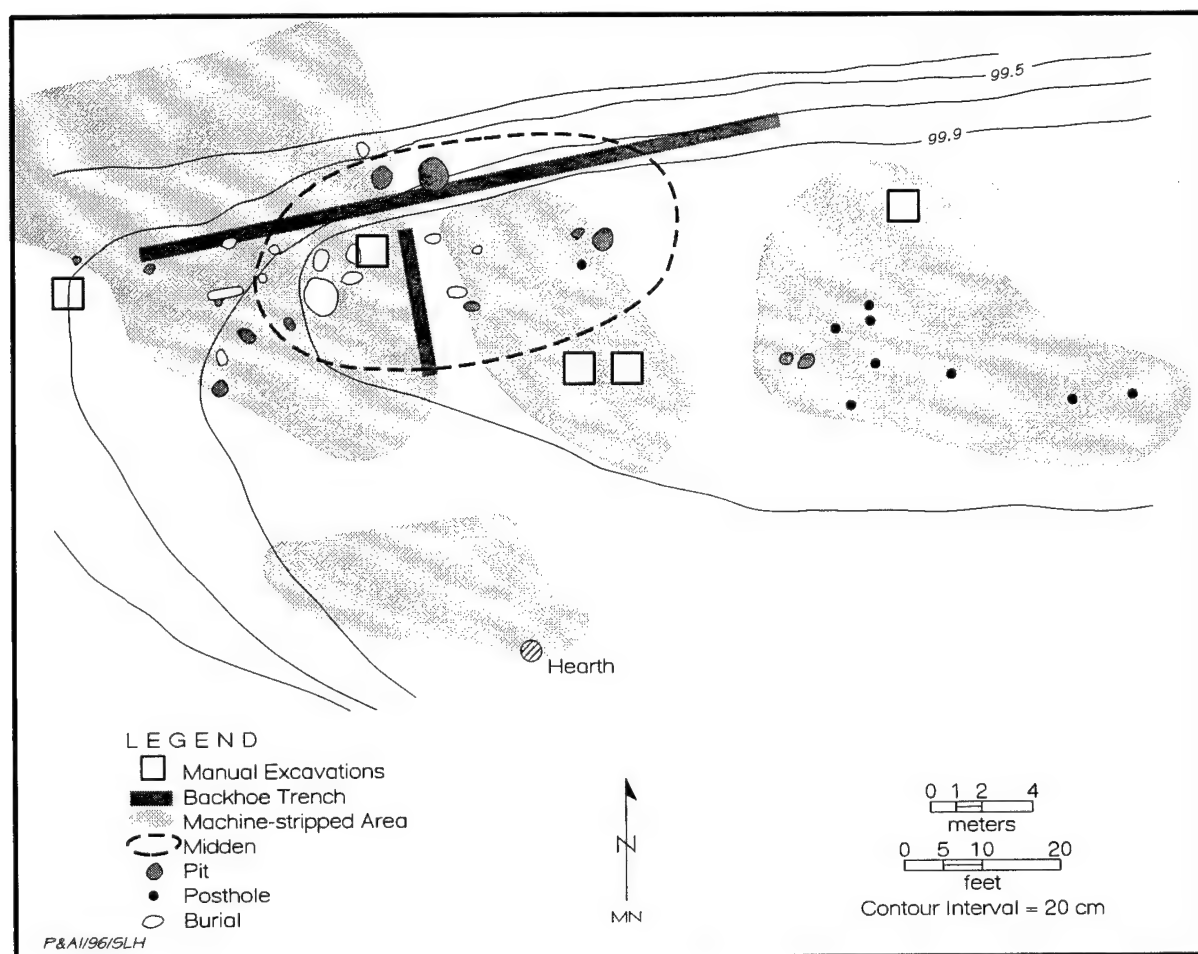 99.5
99.9
Hearth
LEGEND
Manual Excavations
Backhoe Trench
Machine-stripped Area
Midden
Pit
Posthole
Burial
N
MN
0 1 2 4
meters
0 5 10 20
feet
Contour Interval = 20 cm
P&AI/96/SLH